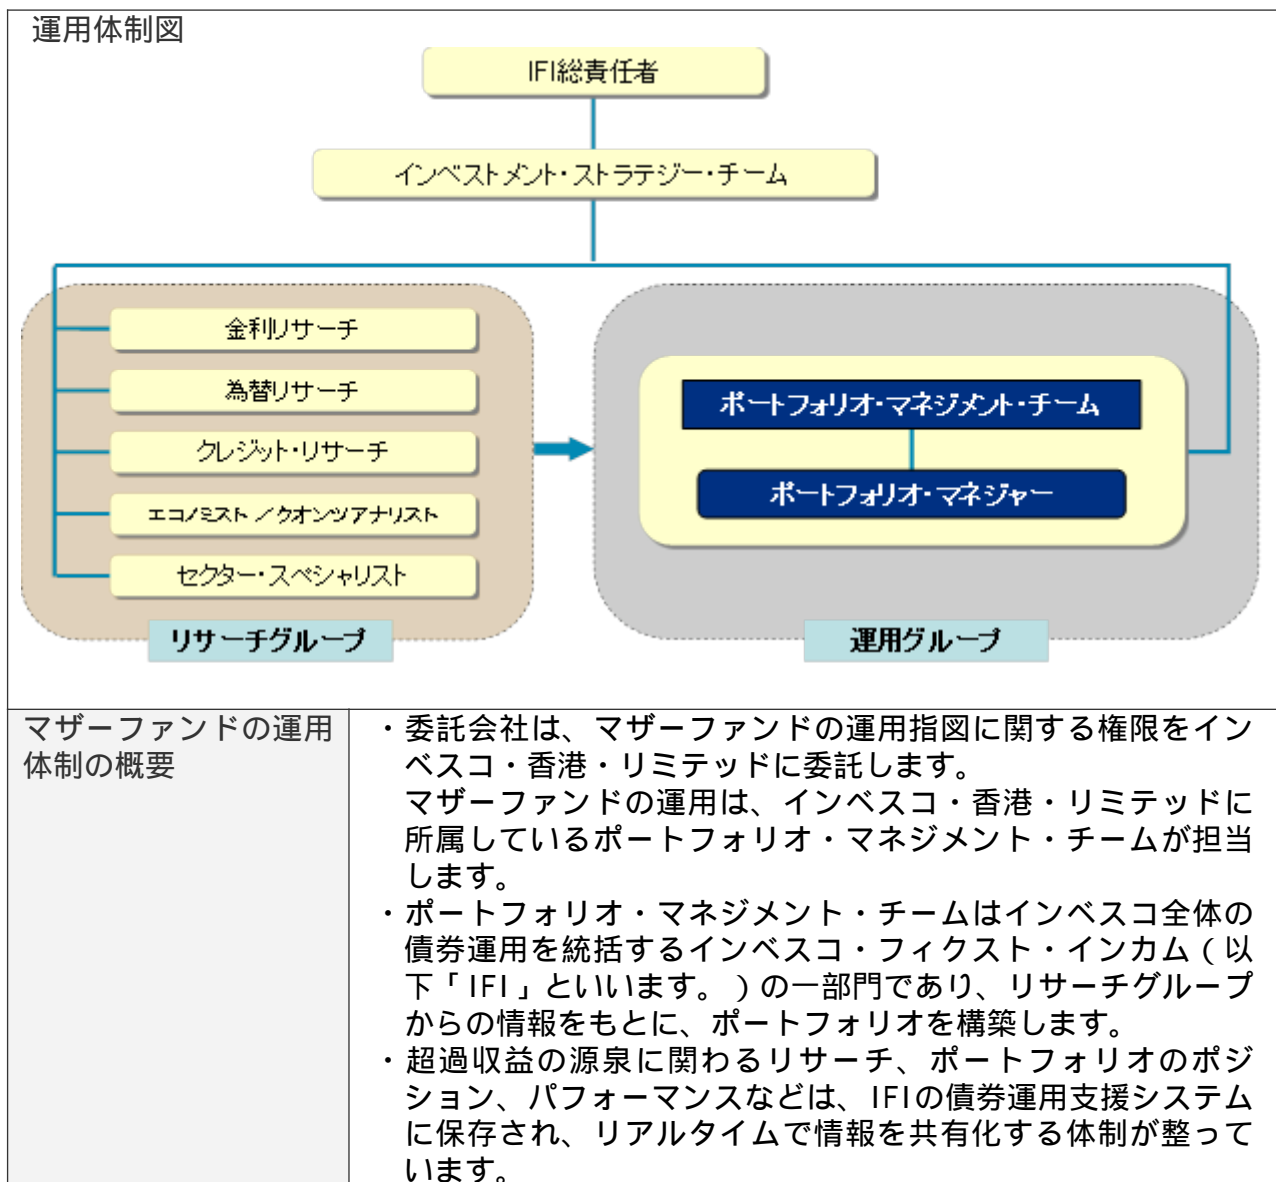 運用体制図
IFI総責任者
インベストメント・ストラテジー・チーム
金利リサーチ
為替リサーチ
クレジット・リサーチ
エコノミスト／クオンツアナリスト
セクター・スペシャリスト
リサーチグループ
ポートフォリオ・マネジメント・チーム
ポートフォリオ・マネジャー
運用グループ
マザーファンドの運用
体制の概要
・委託会社は、マザーファンドの運用指図に関する権限をイン
ベスコ・香港・リミテッドに委託します。
マザーファンドの運用は、インベスコ・香港・リミテッドに
所属しているポートフォリオ・マネジメント・チームが担当
します。
・ポートフォリオ・マネジメント・チームはインベスコ全体の
債券運用を統括するインベスコ・フィクスト・インカム（以
下「IFI」といいます。）の一部門であり、リサーチグループ
からの情報をもとに、ポートフォリオを構築します。
・超過収益の源泉に関わるリサーチ、ポートフォリオのポジ
ション、パフォーマンスなどは、IFIの債券運用支援システム
に保存され、リアルタイムで情報を共有化する体制が整って
います。